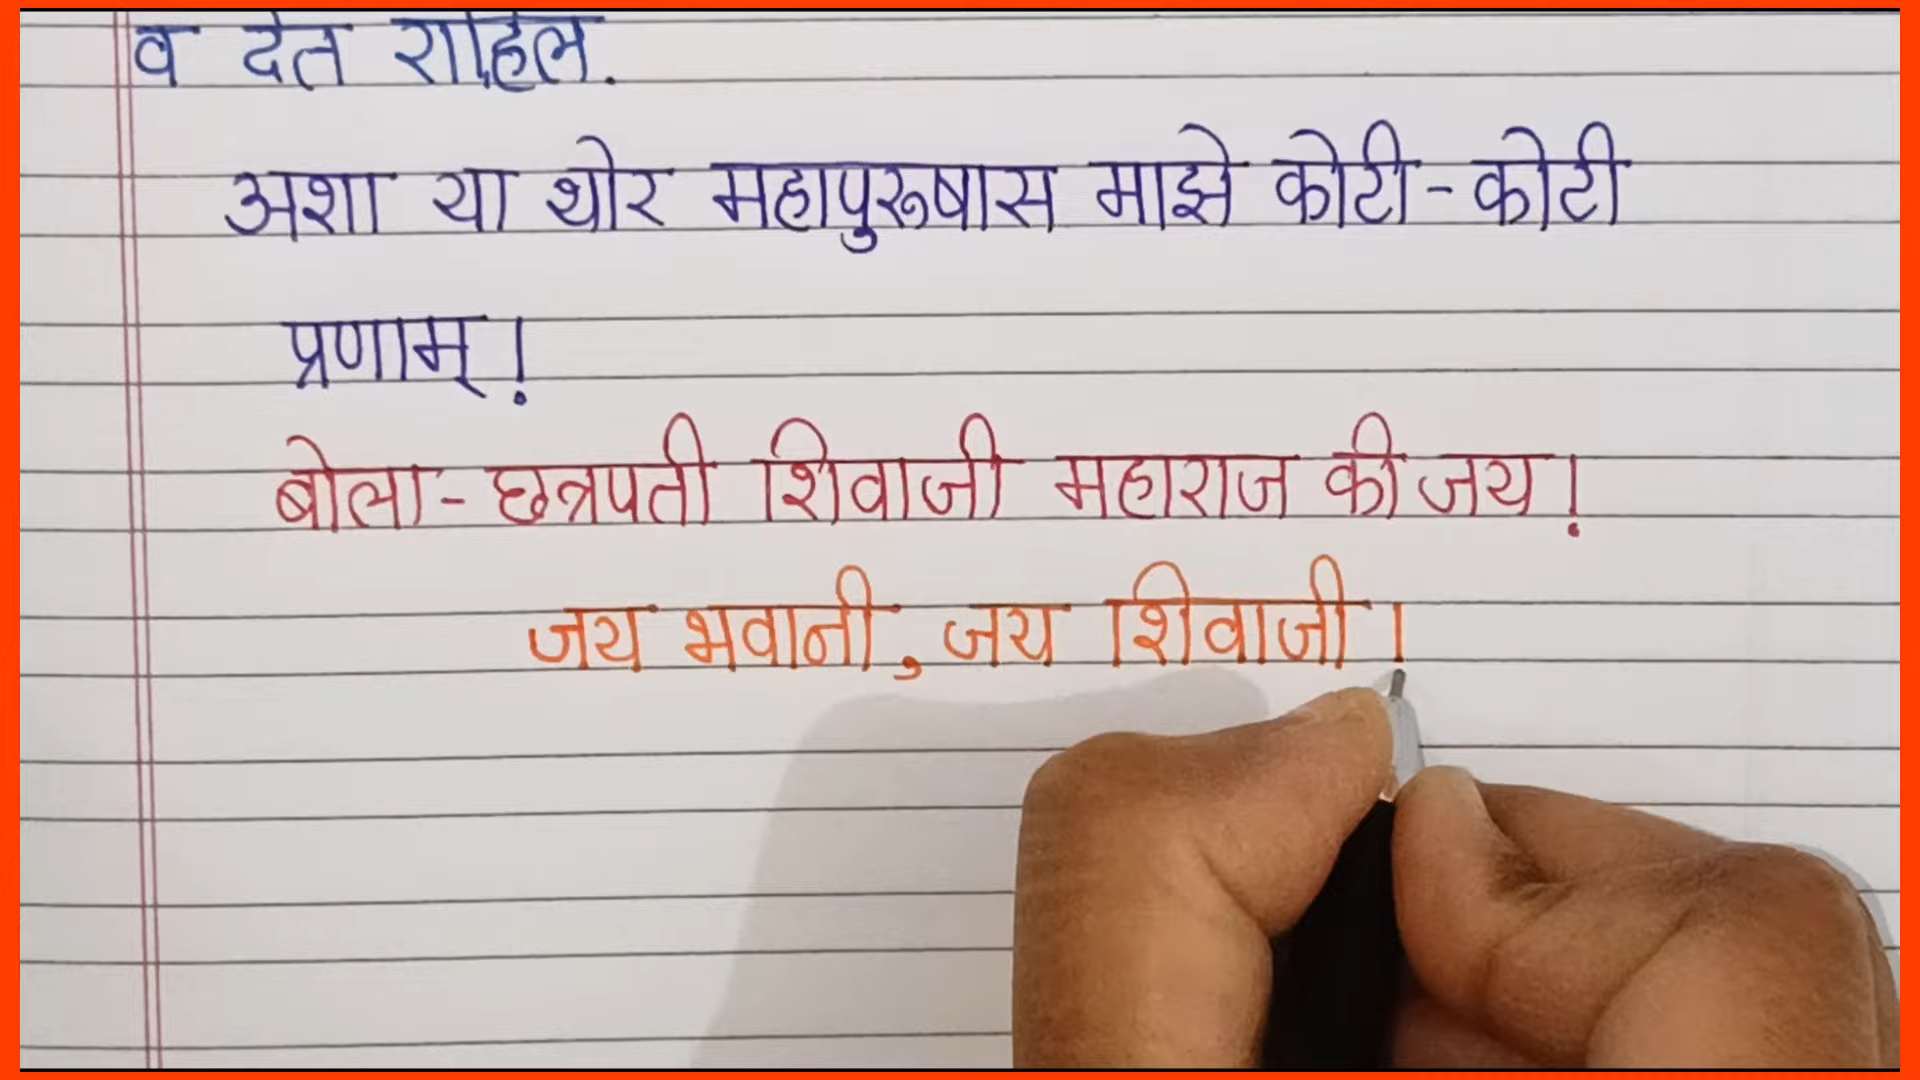 व देत राहिल.
अशा या थोर महापुरूषास माझे कोटी-कोटी
प्रणाम्!
बोला- छत्रपती शिवाजी महाराज की जय!
जय भवानी, जय शिवाजी।